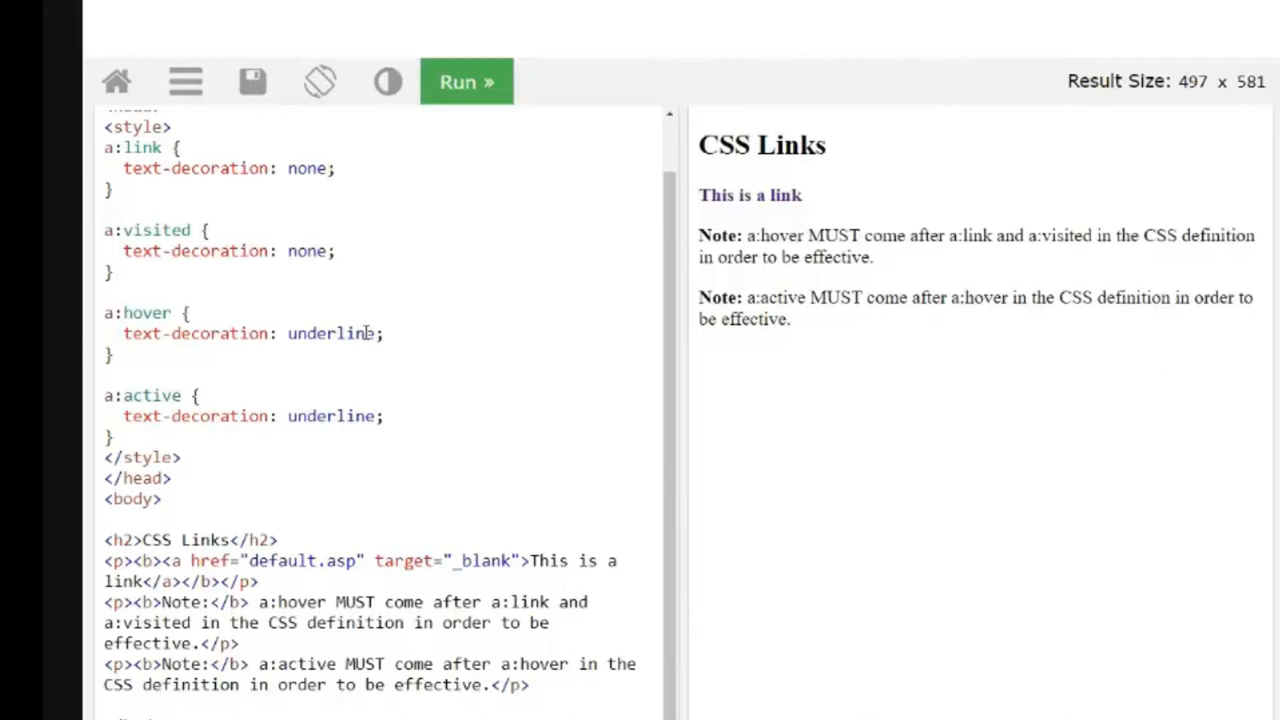 Run »
Result Size: 497 x 581
<style>
a:link {
  text-decoration: none;
}
a:visited {
  text-decoration: none;
}
a:hover {
  text-decoration: underline;
}
a:active {
  text-decoration: underline;
}
</style>
</head>
<body>
<h2>CSS Links</h2>
<p><b><a href="default.asp" target="_blank">This is a
link</a></b></p>
<p><b>Note:</b> a:hover MUST come after a:link and
a:visited in the CSS definition in order to be
effective.</p>
<p><b>Note:</b> a:active MUST come after a:hover in the
CSS definition in order to be effective.</p>
CSS Links
This is a link
Note: a:hover MUST come after a:link and a:visited in the CSS definition
in order to be effective.
Note: a:active MUST come after a:hover in the CSS definition in order to
be effective.